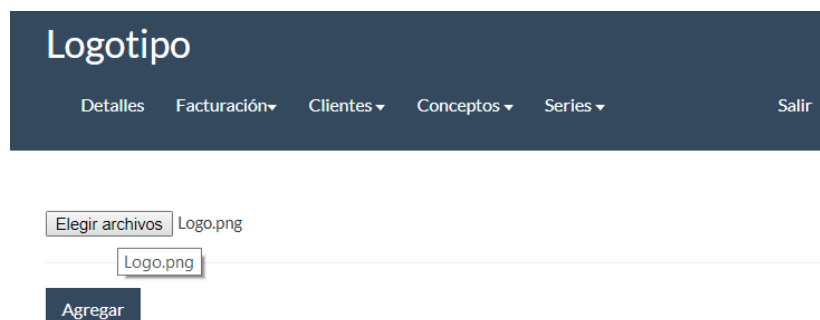 Logotipo
Detalles Facturación Clientes Conceptos Series Salir
Elegir archivos Logo.png
Logo.png
Agregar